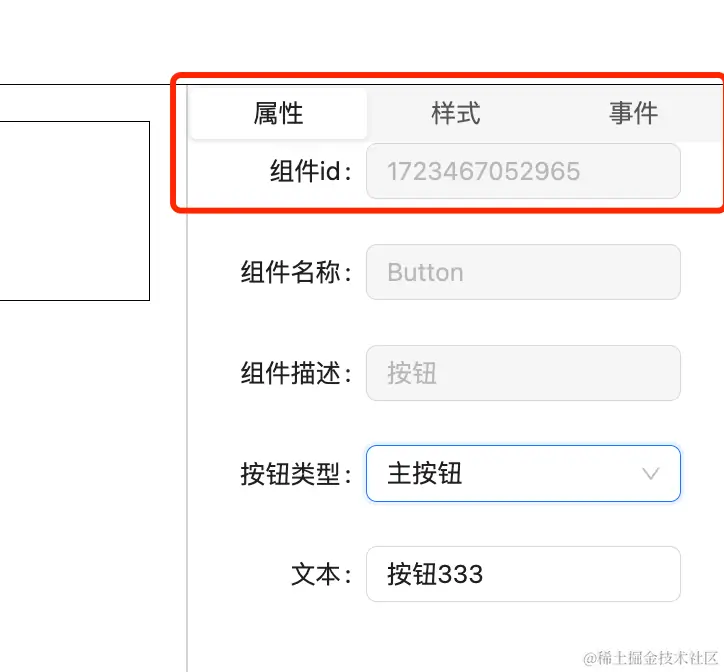 属性 样式 事件
组件id: 1723467052965
组件名称: Button
组件描述: 按钮
按钮类型: 主按钮
文本: 按钮333
@稀土掘金技术社区